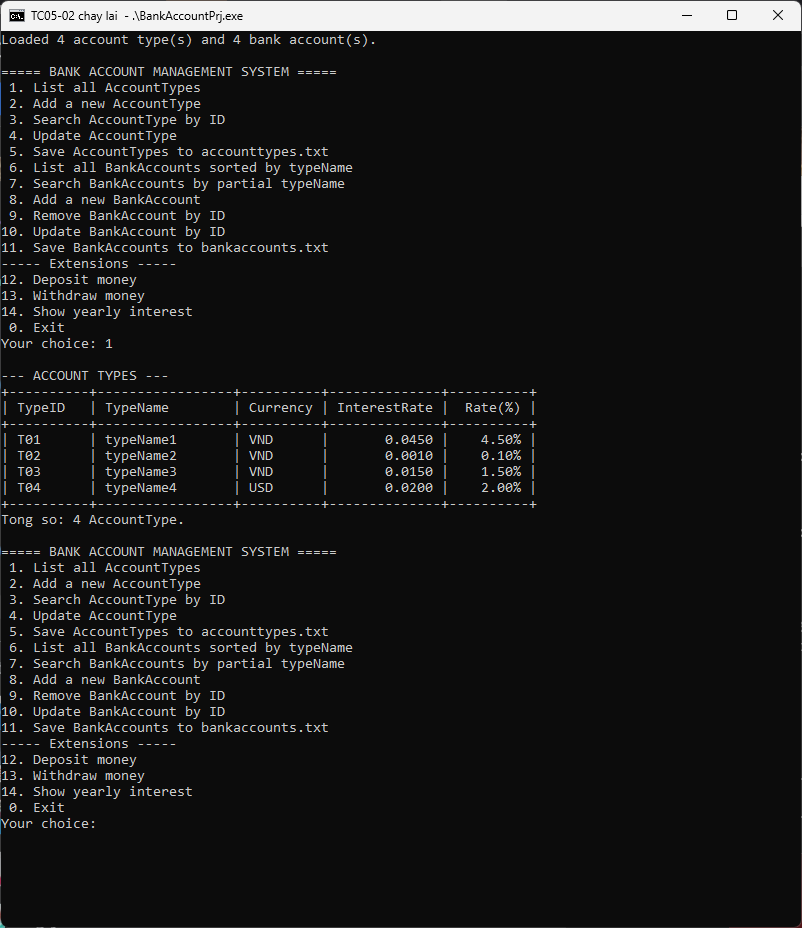 TC05-02 chay lai - .\BankAccountPrj.exe
Loaded 4 account type(s) and 4 bank account(s).
===== BANK ACCOUNT MANAGEMENT SYSTEM =====
 1. List all AccountTypes
 2. Add a new AccountType
 3. Search AccountType by ID
 4. Update AccountType
 5. Save AccountTypes to accounttypes.txt
 6. List all BankAccounts sorted by typeName
 7. Search BankAccounts by partial typeName
 8. Add a new BankAccount
 9. Remove BankAccount by ID
10. Update BankAccount by ID
11. Save BankAccounts to bankaccounts.txt
----- Extensions -----
12. Deposit money
13. Withdraw money
14. Show yearly interest
 0. Exit
Your choice: 1
--- ACCOUNT TYPES ---
+----------+-----------------+----------+--------------+----------+
| TypeID   | TypeName        | Currency | InterestRate |  Rate(%) |
+----------+-----------------+----------+--------------+----------+
| T01      | typeName1       | VND      |       0.0450 |    4.50% |
| T02      | typeName2       | VND      |       0.0010 |    0.10% |
| T03      | typeName3       | VND      |       0.0150 |    1.50% |
| T04      | typeName4       | USD      |       0.0200 |    2.00% |
+----------+-----------------+----------+--------------+----------+
Tong so: 4 AccountType.
===== BANK ACCOUNT MANAGEMENT SYSTEM =====
 1. List all AccountTypes
 2. Add a new AccountType
 3. Search AccountType by ID
 4. Update AccountType
 5. Save AccountTypes to accounttypes.txt
 6. List all BankAccounts sorted by typeName
 7. Search BankAccounts by partial typeName
 8. Add a new BankAccount
 9. Remove BankAccount by ID
10. Update BankAccount by ID
11. Save BankAccounts to bankaccounts.txt
----- Extensions -----
12. Deposit money
13. Withdraw money
14. Show yearly interest
 0. Exit
Your choice: